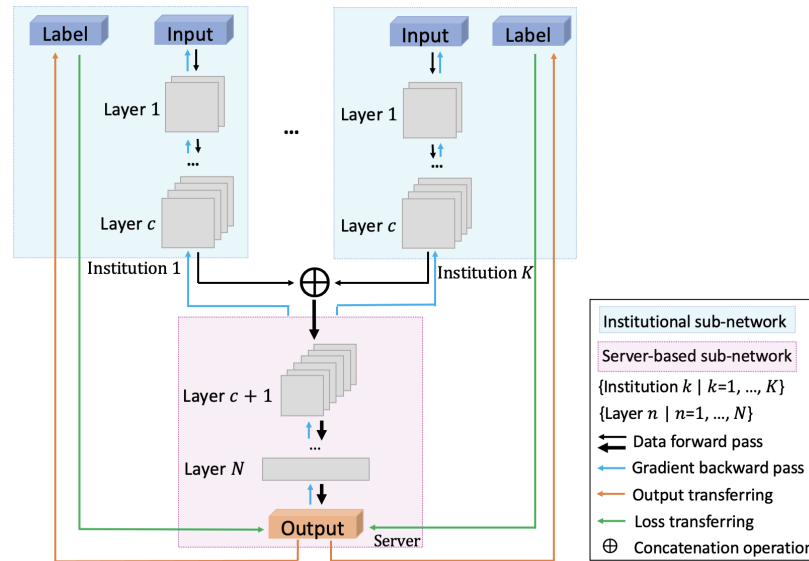 Label
Input
Input
Label
Layer 1
...
Layer 1
...
...
Layer c
Layer c
Institution 1
Institution K
⊕
Layer c + 1
...
Layer N
Output
Server
Institutional sub-network
Server-based sub-network
{Institution k | k=1, ..., K}
{Layer n | n=1, ..., N}
Data forward pass
Gradient backward pass
Output transferring
Loss transferring
⊕ Concatenation operation